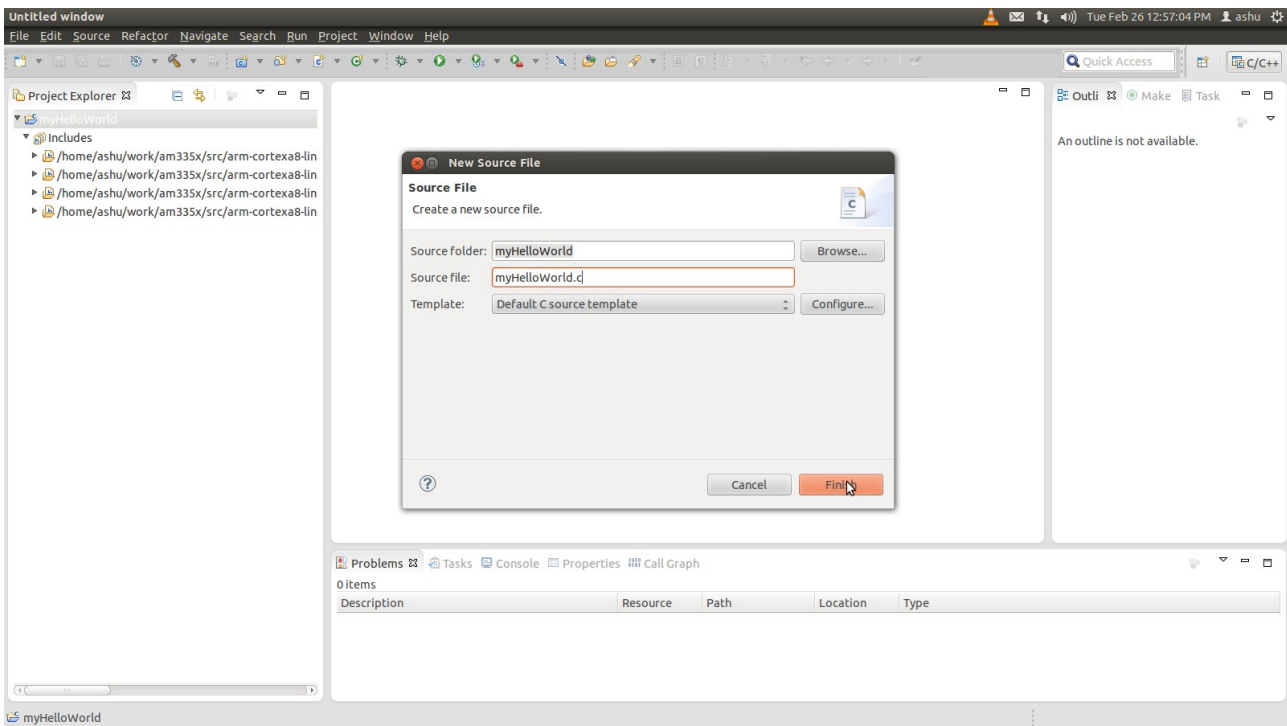 Untitled window
Tue Feb 26 12:57:04 PM ashu
File Edit Source Refactor Navigate Search Run Project Window Help
Quick Access
C/C++
Project Explorer
myHelloWorld
Includes
/home/ashu/work/am335x/src/arm-cortexa8-lin
/home/ashu/work/am335x/src/arm-cortexa8-lin
/home/ashu/work/am335x/src/arm-cortexa8-lin
/home/ashu/work/am335x/src/arm-cortexa8-lin
Outli Make Task
An outline is not available.
New Source File
Source File
Create a new source file.
Source folder: myHelloWorld Browse...
Source file: myHelloWorld.c
Template: Default C source template Configure...
Cancel Finish
Problems Tasks Console Properties Call Graph
0 items
Description Resource Path Location Type
myHelloWorld